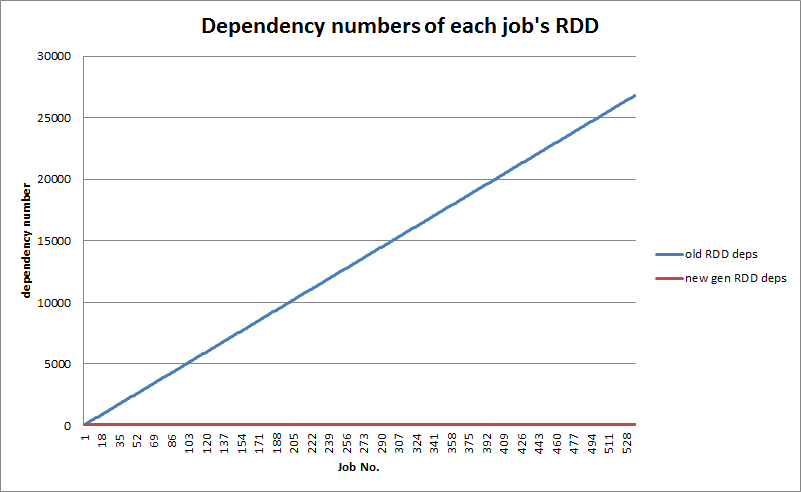 Dependency numbers of each job's RDD
30000
25000
20000
15000
10000
5000
0
dependency number
1 18 35 52 69 86 103 120 137 154 171 188 205 222 239 256 273 290 307 324 341 358 375 392 409 426 443 460 477 494 511 528
Job No.
old RDD deps
new gen RDD deps